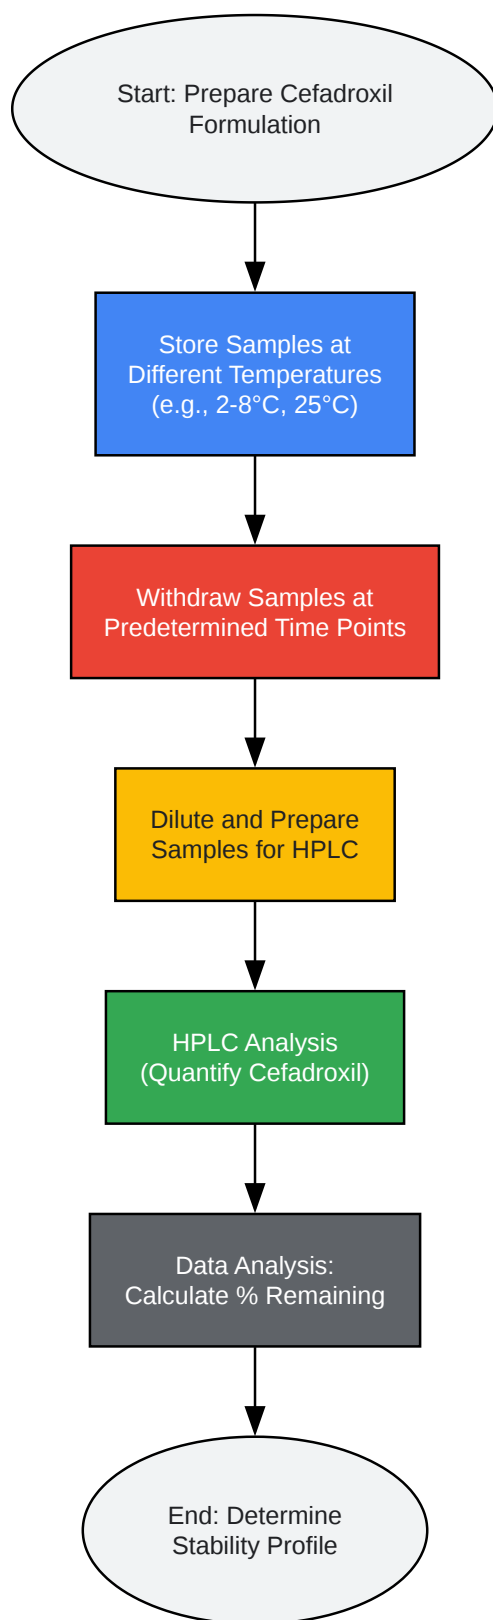 Start: Prepare Cefadroxil
Formulation
Store Samples at
Different Temperatures
(e.g., 2-8°C, 25°C)
Withdraw Samples at
Predetermined Time Points
Dilute and Prepare
Samples for HPLC
HPLC Analysis
(Quantify Cefadroxil)
Data Analysis:
Calculate % Remaining
End: Determine
Stability Profile